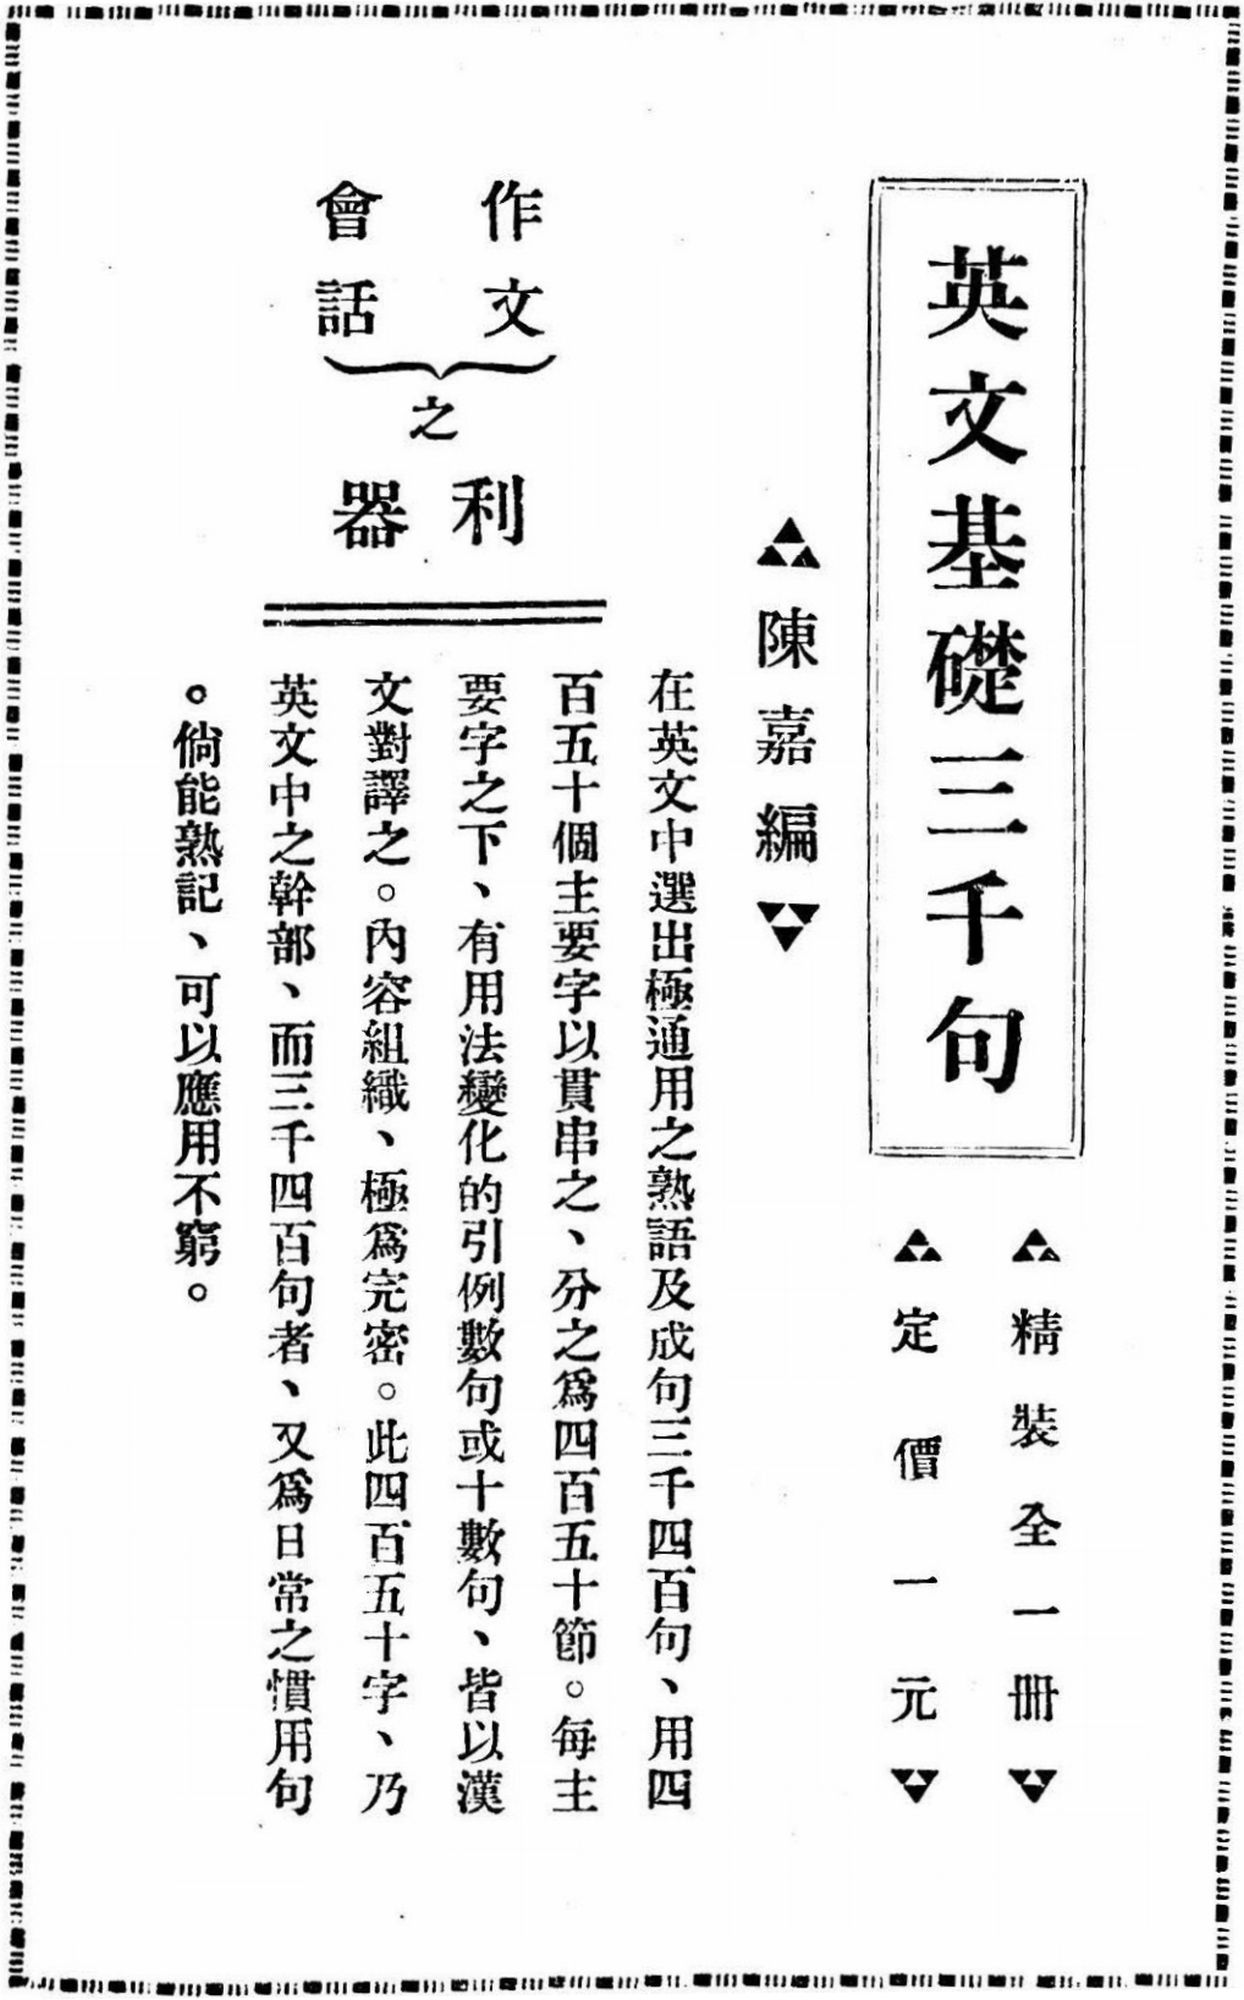 英文基礎三千句
精裝全一冊
定價一元
陳嘉編
作文
會話
之
利器
在英文中選出極通用之熟語及成句三千四百句、用四
百五十個主要字以貫串之、分之爲四百五十節。每主
要字之下、有用法變化的引例數句或十數句、皆以漢
文對譯之。內容組織、極爲完密。此四百五十字、乃
英文中之幹部、而三千四百句者、又爲日常之慣用句
。倘能熟記、可以應用不窮。